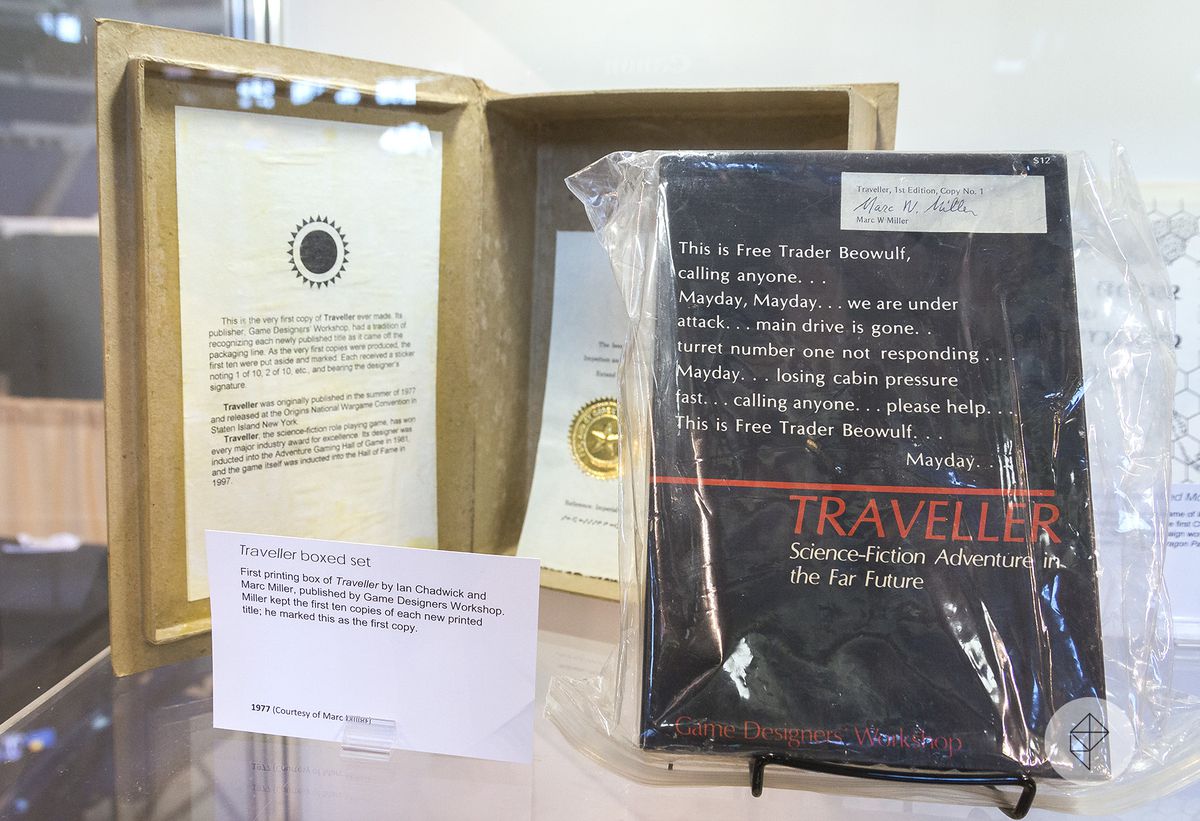 This is the very first copy of Traveller ever made. Its
publisher, Game Designers' Workshop, had a tradition of
recognizing each newly published title as it came off the
packaging line. As the very first copies were produced, the
first ten were put aside and marked. Each received a sticker
noting 1 of 10, 2 of 10, etc., and bearing the designer's
signature.
Traveller was originally published in the summer of 1977
and released at the Origins National Wargame Convention in
Staten Island New York.
Traveller, the science-fiction role playing game, has won
every major industry award for excellence. Its designer was
inducted into the Adventure Gaming Hall of Game in 1981,
and the game itself was inducted into the Hall of Fame in
1997.
Traveller boxed set
First printing box of Traveller by Ian Chadwick and
Marc Miller, published by Game Designers Workshop.
Miller kept the first ten copies of each new printed
title; he marked this as the first copy.
1977 (Courtesy of Marc
Reference: Imperial
$12
Traveller, 1st Edition, Copy No. 1
Marc W. Miller
Marc W Miller
This is Free Trader Beowulf,
calling anyone. . .
Mayday, Mayday. . . we are under
attack. . . main drive is gone. .
turret number one not responding . . .
Mayday. . . losing cabin pressure
fast. . . calling anyone. . . please help. . .
This is Free Trader Beowulf. . .
Mayday. . .
TRAVELLER
Science-Fiction Adventure in
the Far Future
Game Designers' Workshop